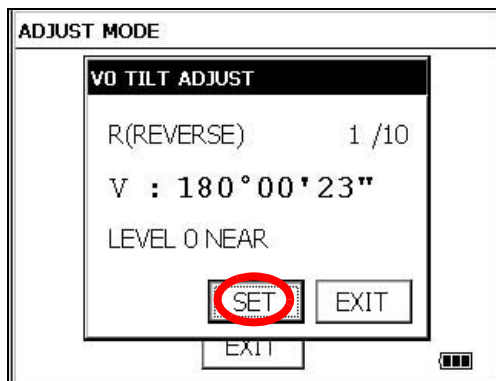 ADJUST MODE
V0 TILT ADJUST
R(REVERSE) 1 /10
V : 180°00'23"
LEVEL 0 NEAR
SET EXIT
EXIT